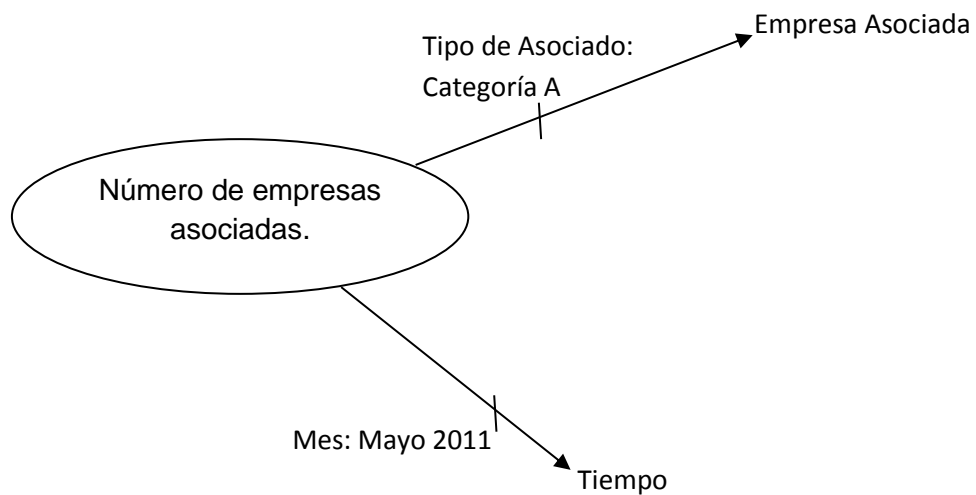 Empresa Asociada
Tipo de Asociado:
Categoría A
Número de empresas
asociadas.
Mes: Mayo 2011
Tiempo